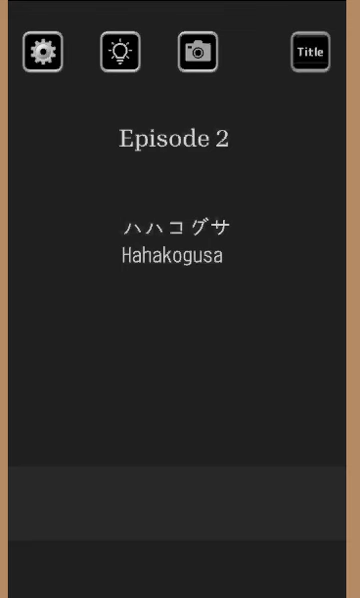 Title
Episode 2
ハハコグサ
Hahakogusa